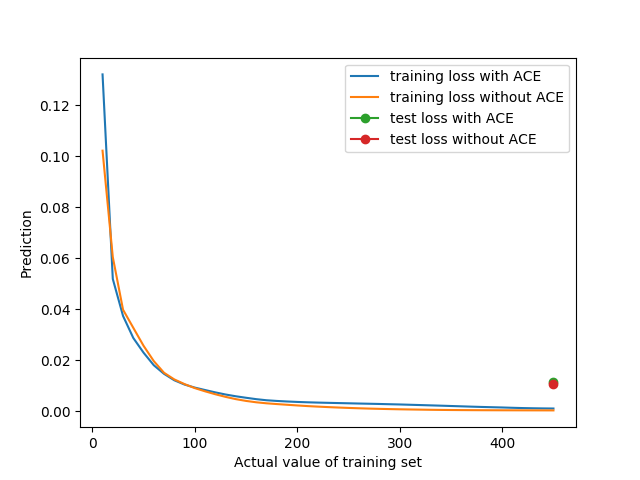 training loss with ACE
training loss without ACE
test loss with ACE
test loss without ACE
0.12
0.10
0.08
0.06
0.04
0.02
0.00
Prediction
0 100 200 300 400
Actual value of training set